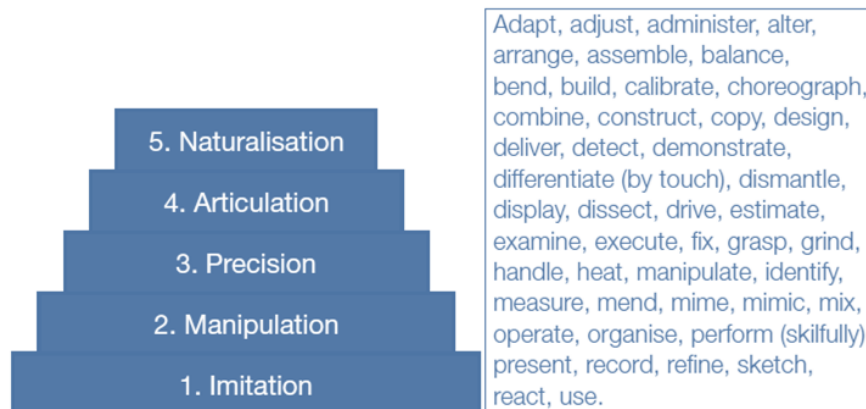 5. Naturalisation
4. Articulation
3. Precision
2. Manipulation
1. Imitation
Adapt, adjust, administer, alter,
arrange, assemble, balance,
bend, build, calibrate, choreograph,
combine, construct, copy, design,
deliver, detect, demonstrate,
differentiate (by touch), dismantle,
display, dissect, drive, estimate,
examine, execute, fix, grasp, grind,
handle, heat, manipulate, identify,
measure, mend, mime, mimic, mix,
operate, organise, perform (skilfully)
present, record, refine, sketch,
react, use.